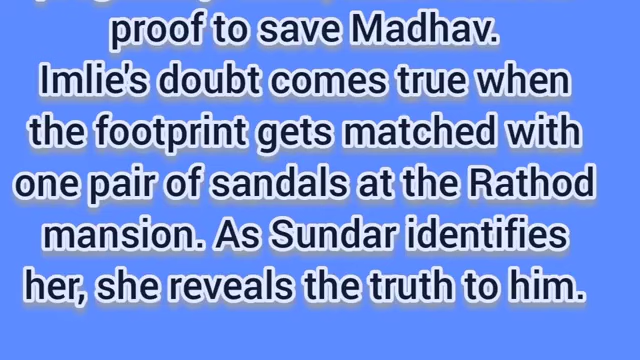 proof to save Madhav.
Imlie's doubt comes true when
the footprint gets matched with
one pair of sandals at the Rathod
mansion. As Sundar identifies
her, she reveals the truth to him.